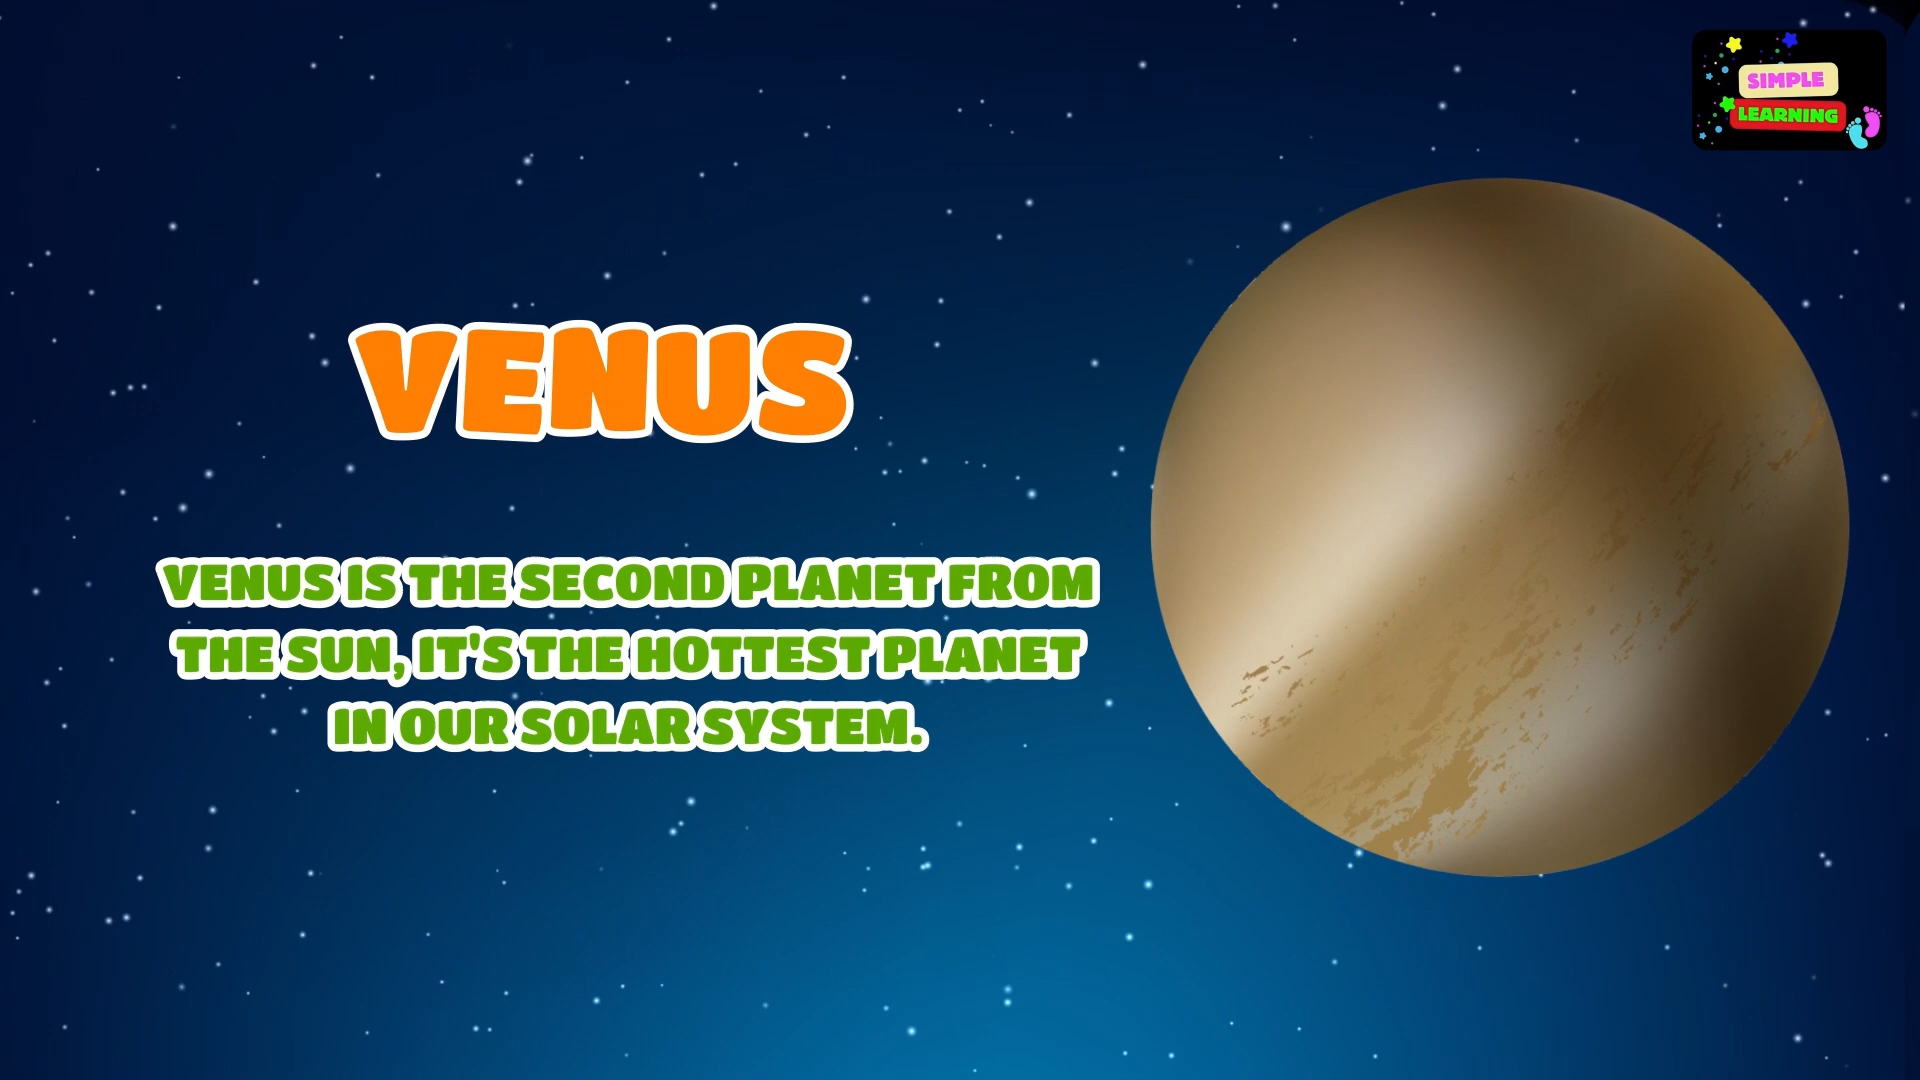 SIMPLE
LEARNING
VENUS
VENUS IS THE SECOND PLANET FROM
THE SUN, IT'S THE HOTTEST PLANET
IN OUR SOLAR SYSTEM.